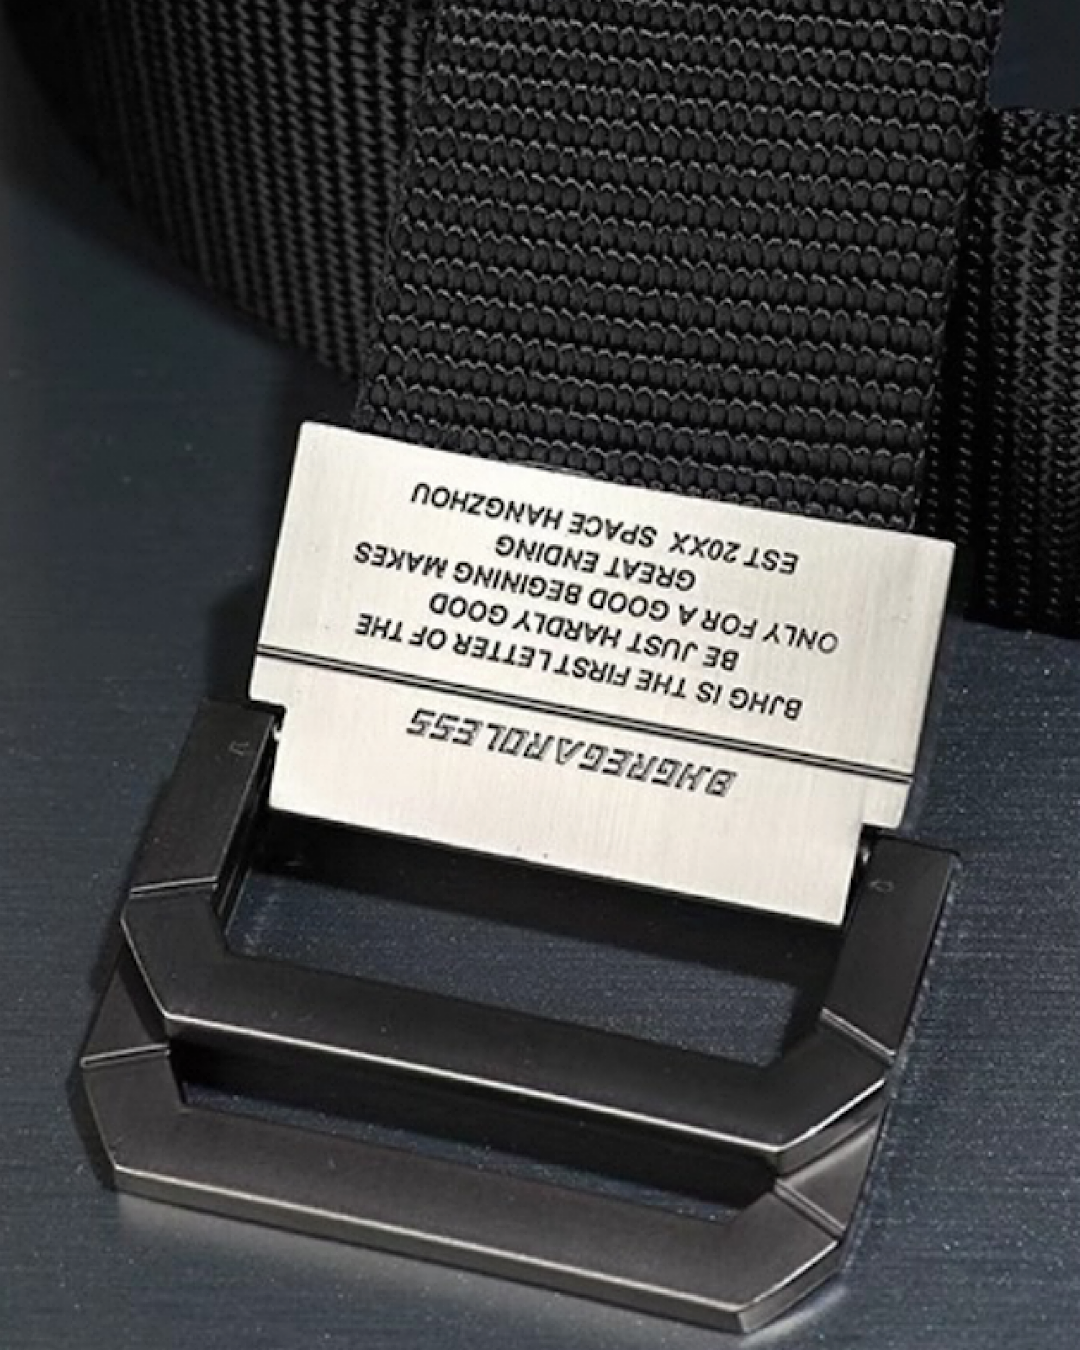 BJHGREGARDLESS
BJHG IS THE FIRST LETTER OF THE
BE JUST HARDLY GOOD
ONLY FOR A GOOD BEGINING MAKES
GREAT ENDING
EST 20XX SPACE HANGZHOU